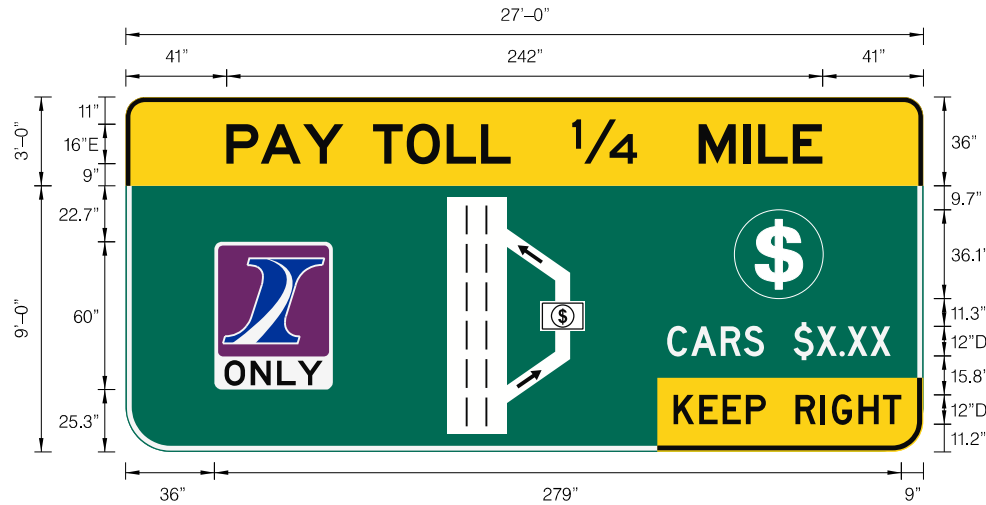 27'–0"
41" 242" 41"
3'–0" 11" 16"E 9"
PAY TOLL 1/4 MILE
36"
9'–0" 22.7" 60" 25.3"
9.7"
$
36.1'
11.3"
$
CARS $X.XX
12"D
15.8'
ONLY
KEEP RIGHT
12"D
11.2"
36" 279" 9"